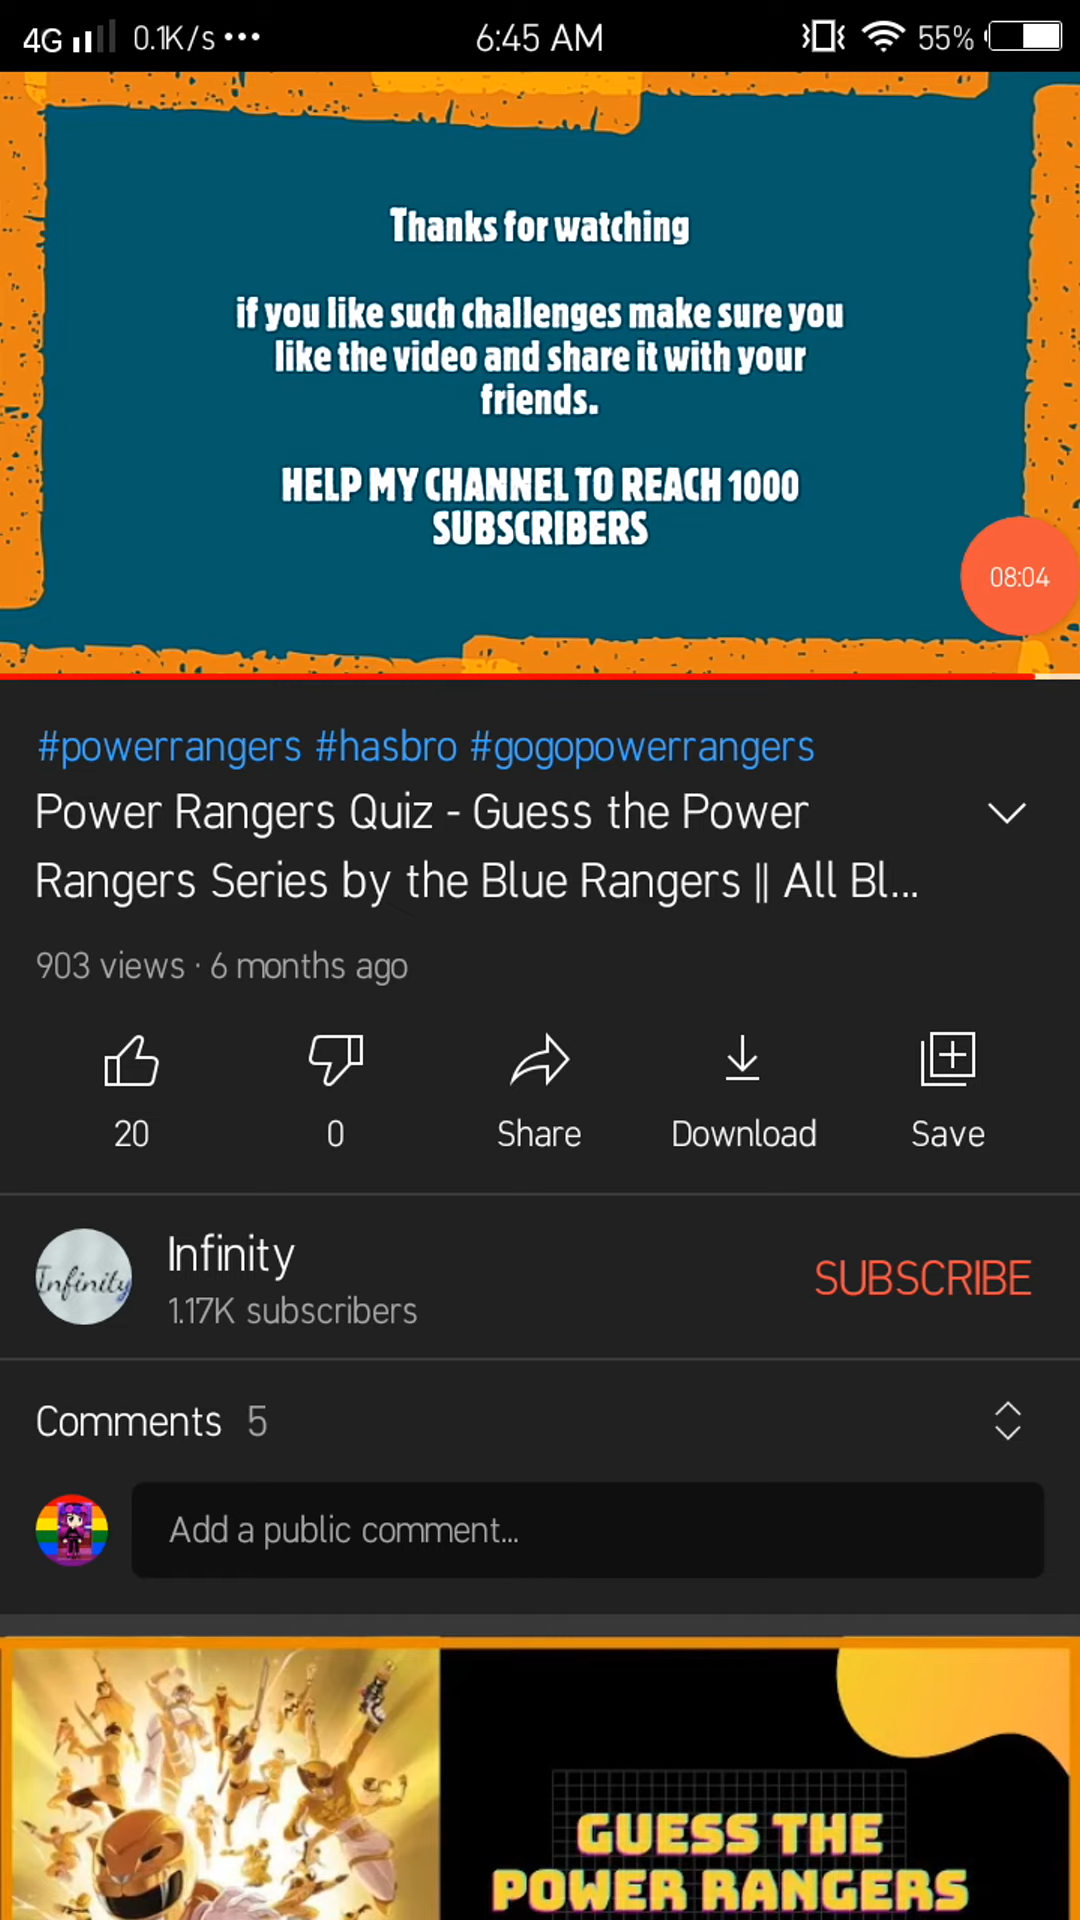 4G 0.1K/s ••• 6:45 AM 55%
Thanks for watching
if you like such challenges make sure you
like the video and share it with your
friends.
HELP MY CHANNEL TO REACH 1000
SUBSCRIBERS
08:04
#powerrangers #hasbro #gogopowerrangers
Power Rangers Quiz - Guess the Power
Rangers Series by the Blue Rangers || All Bl...
903 views · 6 months ago
20 0 Share Download Save
Infinity
Infinity
1.17K subscribers
SUBSCRIBE
Comments 5
Add a public comment...
GUESS THE
POWER RANGERS